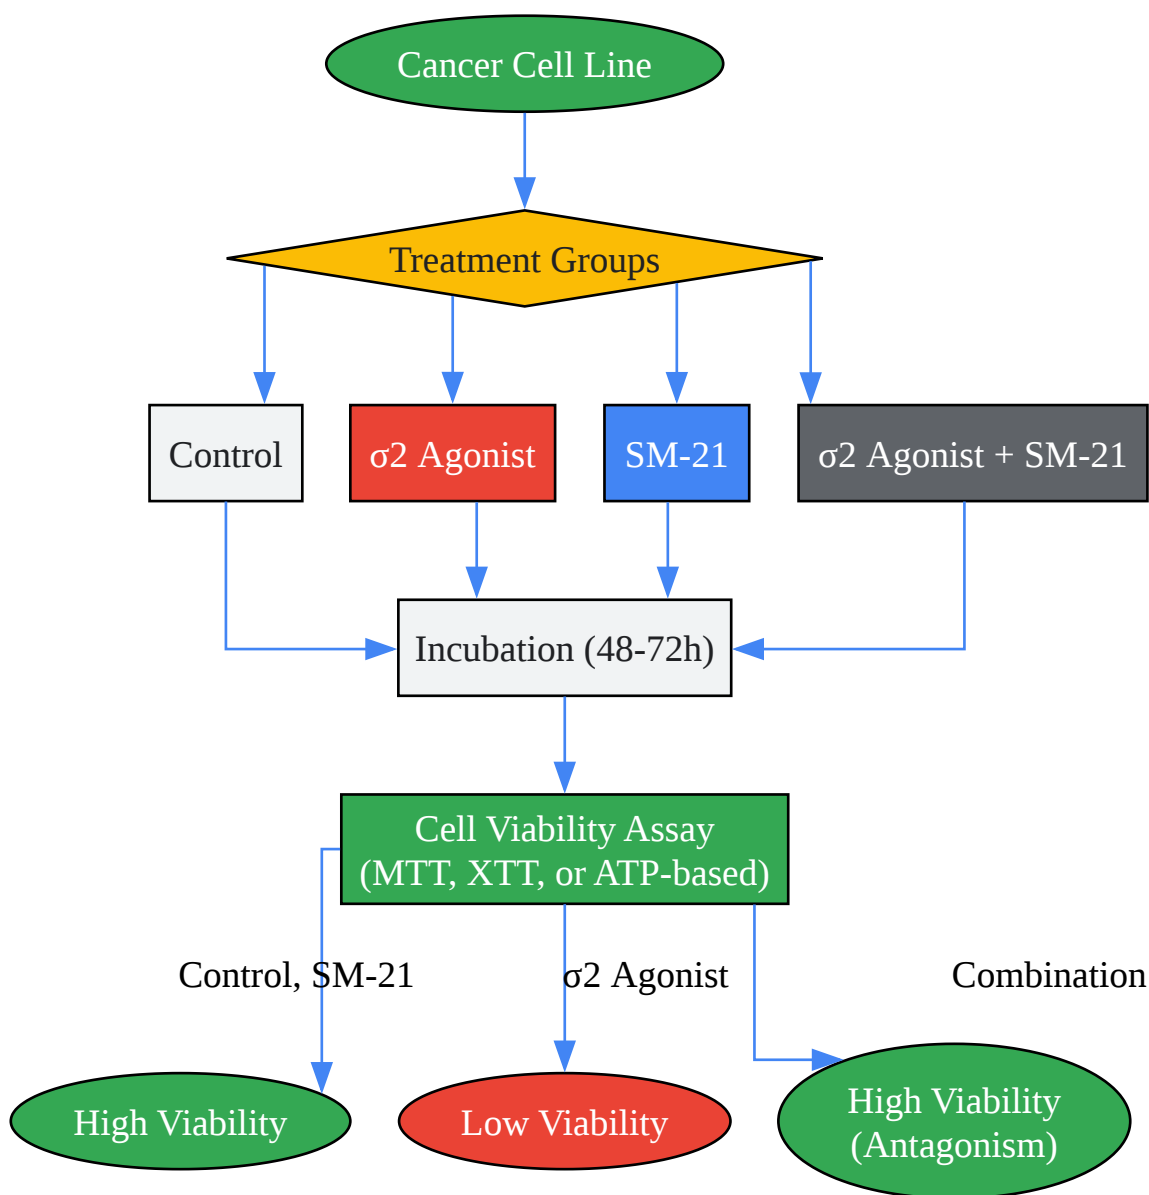 Cancer Cell Line
Treatment Groups
Control
σ2 Agonist
SM-21
σ2 Agonist + SM-21
Incubation (48-72h)
Cell Viability Assay
(MTT, XTT, or ATP-based)
Control, SM-21
σ2 Agonist
Combination
High Viability
Low Viability
High Viability
(Antagonism)